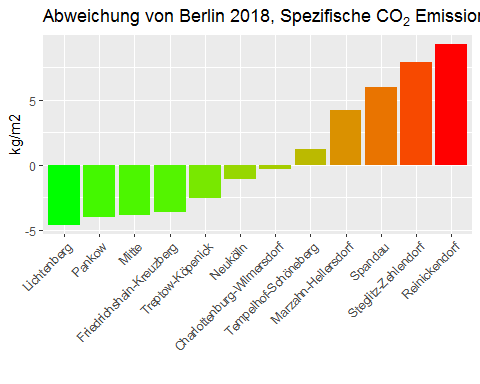 Abweichung von Berlin 2018, Spezifische CO₂ Emission
kg/m2
5
0
-5
Lichtenberg
Pankow
Mitte
Friedrichshain-Kreuzberg
Treptow-Köpenick
Neukölln
Charlottenburg-Wilmersdorf
Tempelhof-Schöneberg
Marzahn-Hellersdorf
Spandau
Steglitz-Zehlendorf
Reinickendorf